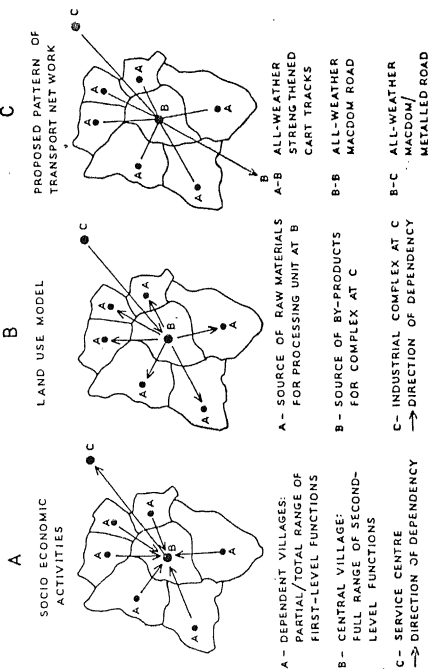 A
SOCIO ECONOMIC
ACTIVITIES
C
A
A
A
A
B
A
A
A - DEPENDENT VILLAGES:
PARTIAL/TOTAL RANGE OF
FIRST-LEVEL FUNCTIONS
B - CENTRAL VILLAGE:
FULL RANGE OF SECOND-
LEVEL FUNCTIONS
C - SERVICE CENTRE
→ DIRECTION OF DEPENDENCY
B
LAND USE MODEL
C
A
A
A
A
B
A
A
A - SOURCE OF RAW MATERIALS
FOR PROCESSING UNIT AT B
B - SOURCE OF BY-PRODUCTS
FOR COMPLEX AT C
C - INDUSTRIAL COMPLEX AT C
→ DIRECTION OF DEPENDENCY
C
PROPOSED PATTERN OF
TRANSPORT NET WORK
C
A
A
A
A
B
A
A
B
A-B ALL-WEATHER
STRENGTHENED
CART TRACKS
B-B ALL-WEATHER
MACDOM ROAD
B-C ALL-WEATHER
MACDOM/
METALLED ROAD